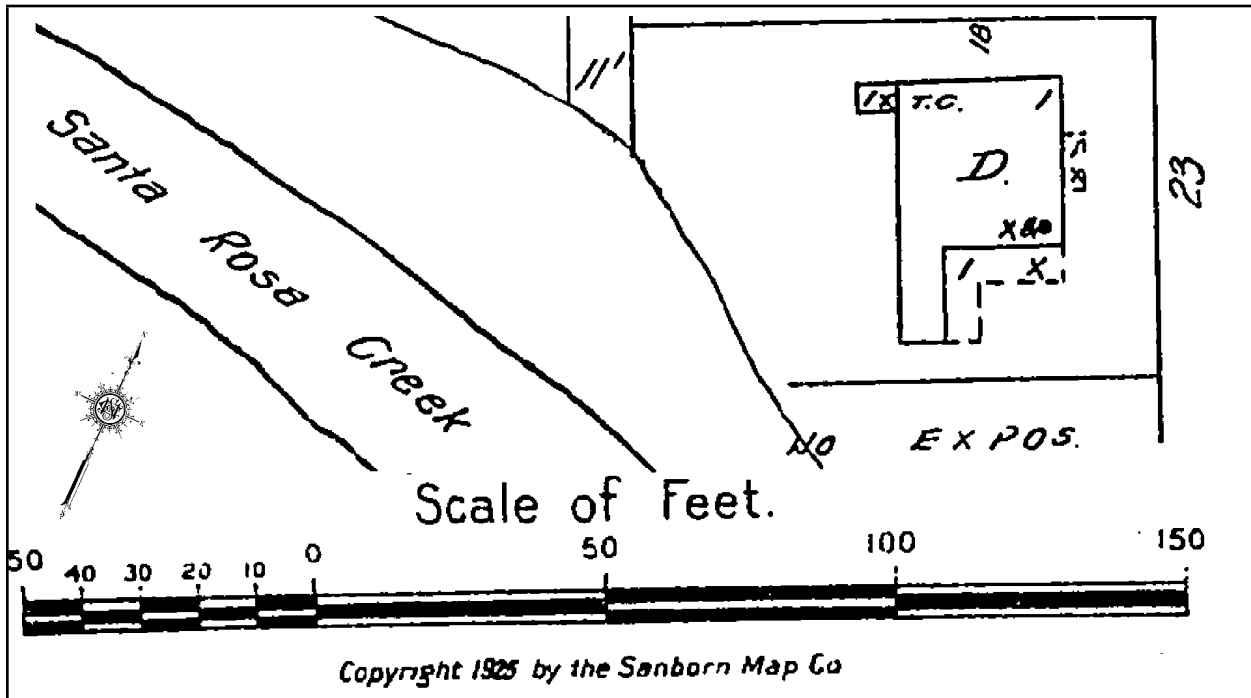 18
11'
1X T.C. 1
D.
23
X
1 X
Santa Rosa Creek
NO EXPOS.
Scale of Feet.
50 40 30 20 10 0 50 100 150
Copyright 1925 by the Sanborn Map Co